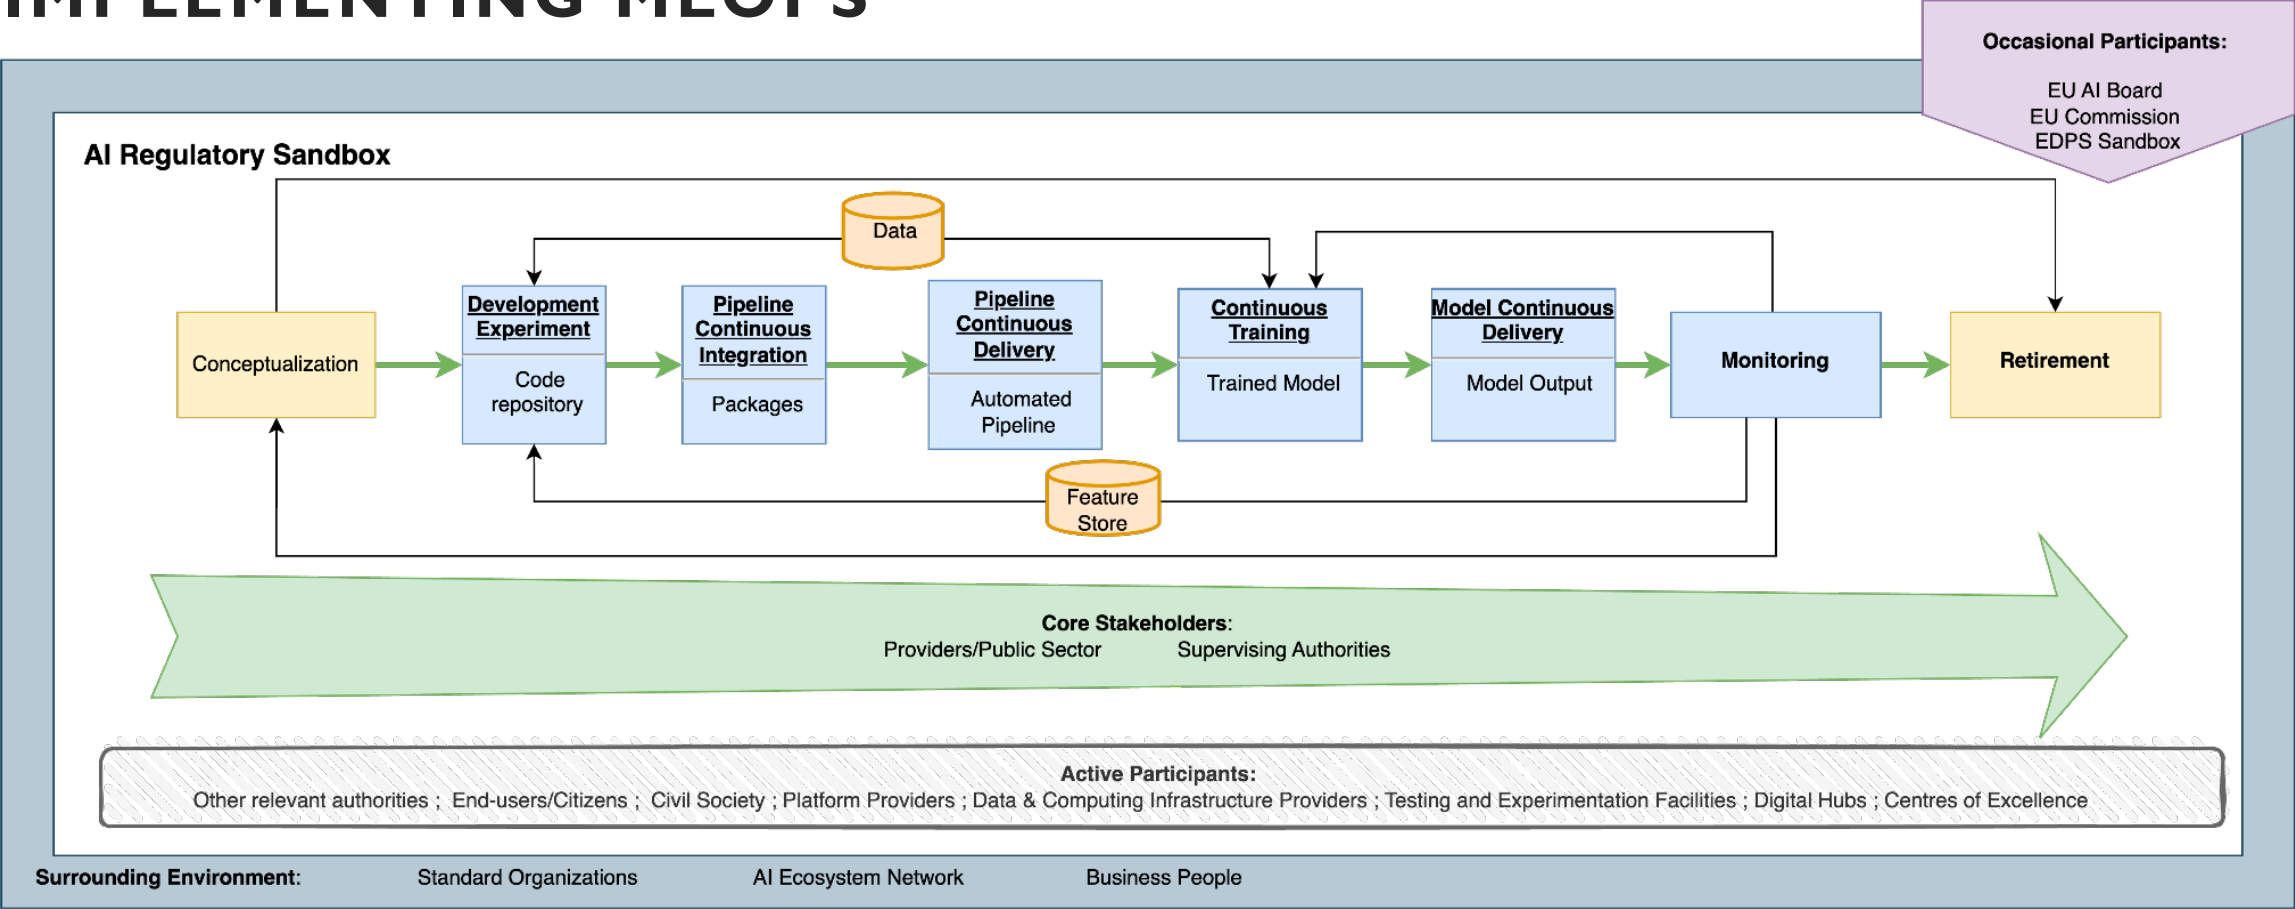 IMPLEMENTING MLOPS
Occasional Participants:
EU AI Board
EU Commission
EDPS Sandbox
AI Regulatory Sandbox
Data
Conceptualization
Development
Experiment
Code
repository
Pipeline
Continuous
Integration
Packages
Pipeline
Continuous
Delivery
Automated
Pipeline
Continuous
Training
Trained Model
Model Continuous
Delivery
Model Output
Monitoring
Retirement
Feature
Store
Core Stakeholders:
Providers/Public Sector Supervising Authorities
Active Participants:
Other relevant authorities ; End-users/Citizens ; Civil Society ; Platform Providers ; Data & Computing Infrastructure Providers ; Testing and Experimentation Facilities ; Digital Hubs ; Centres of Excellence
Surrounding Environment: Standard Organizations AI Ecosystem Network Business People